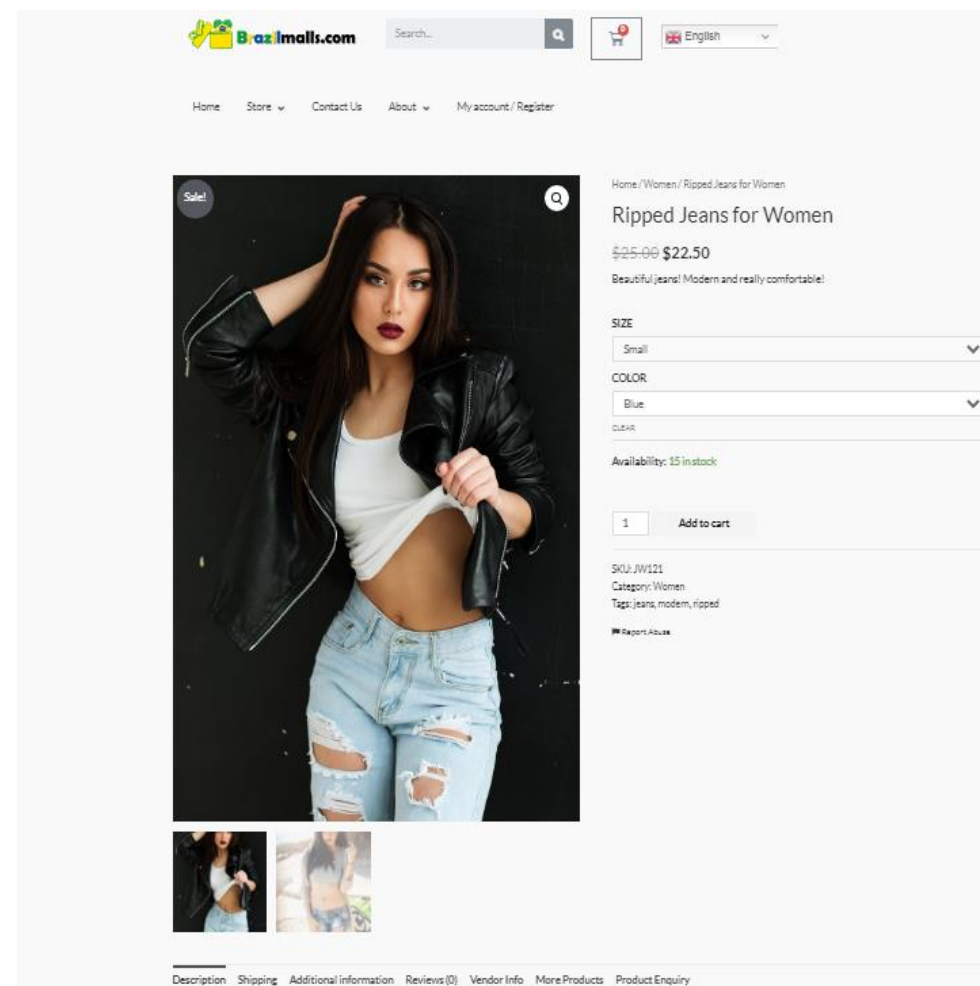 Brazilmalls.com
Search...
0
English
Home Store Contact Us About My account / Register
Sale!
Home / Women / Ripped Jeans for Women
Ripped Jeans for Women
$25.00 $22.50
Beautiful jeans! Modern and really comfortable!
SIZE
Small
COLOR
Blue
CLEAR
Availability: 15 in stock
1 Add to cart
SKU: JW121
Category: Women
Tags: jeans, modern, ripped
Report Abuse
Description Shipping Additional information Reviews (0) Vendor Info More Products Product Enquiry